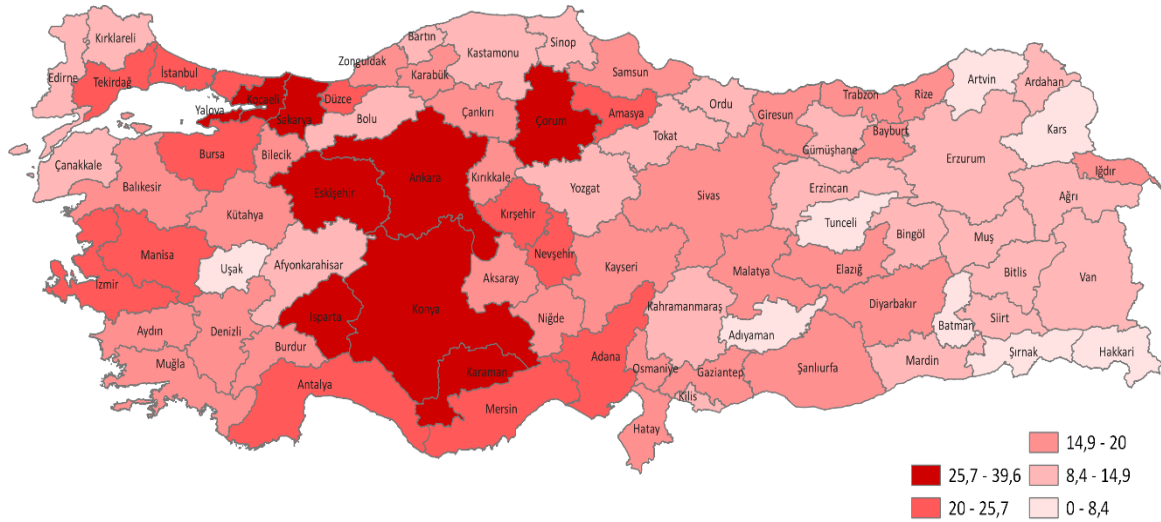 Kırklareli
Edirne
Tekirdağ
İstanbul
Yalova
Kocaeli
Sakarya
Düzce
Zonguldak
Bartın
Karabük
Kastamonu
Sinop
Çankırı
Samsun
Çorum
Amasya
Ordu
Tokat
Giresun
Trabzon
Rize
Artvin
Ardahan
Kars
Gümüşhane
Bayburt
Erzurum
Iğdır
Ağrı
Çanakkale
Balıkesir
Bursa
Bilecik
Bolu
Eskişehir
Ankara
Kırıkkale
Yozgat
Sivas
Erzincan
Tunceli
Bingöl
Muş
Kütahya
Kırşehir
Nevşehir
Kayseri
Malatya
Elazığ
Bitlis
Van
Manisa
Uşak
Afyonkarahisar
İzmir
Aksaray
Konya
Isparta
Niğde
Kahramanmaraş
Adıyaman
Diyarbakır
Batman
Siirt
Aydın
Denizli
Burdur
Muğla
Antalya
Karaman
Mersin
Adana
Osmaniye
Gaziantep
Kilis
Hatay
Şanlıurfa
Mardin
Şırnak
Hakkari
14,9 - 20
25,7 - 39,6
8,4 - 14,9
20 - 25,7
0 - 8,4